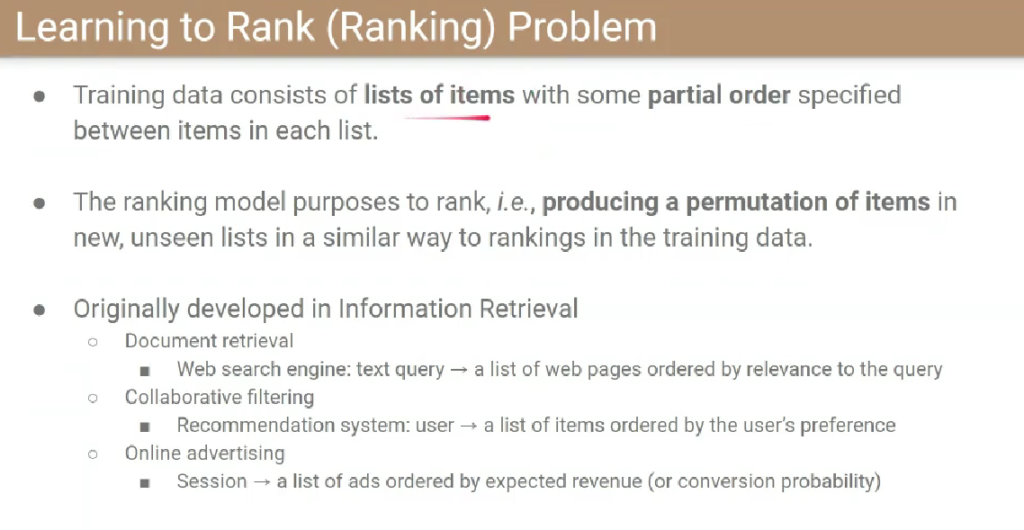 Learning to Rank (Ranking) Problem
● Training data consists of lists of items with some partial order specified
between items in each list.
● The ranking model purposes to rank, i.e., producing a permutation of items in
new, unseen lists in a similar way to rankings in the training data.
● Originally developed in Information Retrieval
○ Document retrieval
■ Web search engine: text query → a list of web pages ordered by relevance to the query
○ Collaborative filtering
■ Recommendation system: user → a list of items ordered by the user's preference
○ Online advertising
■ Session → a list of ads ordered by expected revenue (or conversion probability)